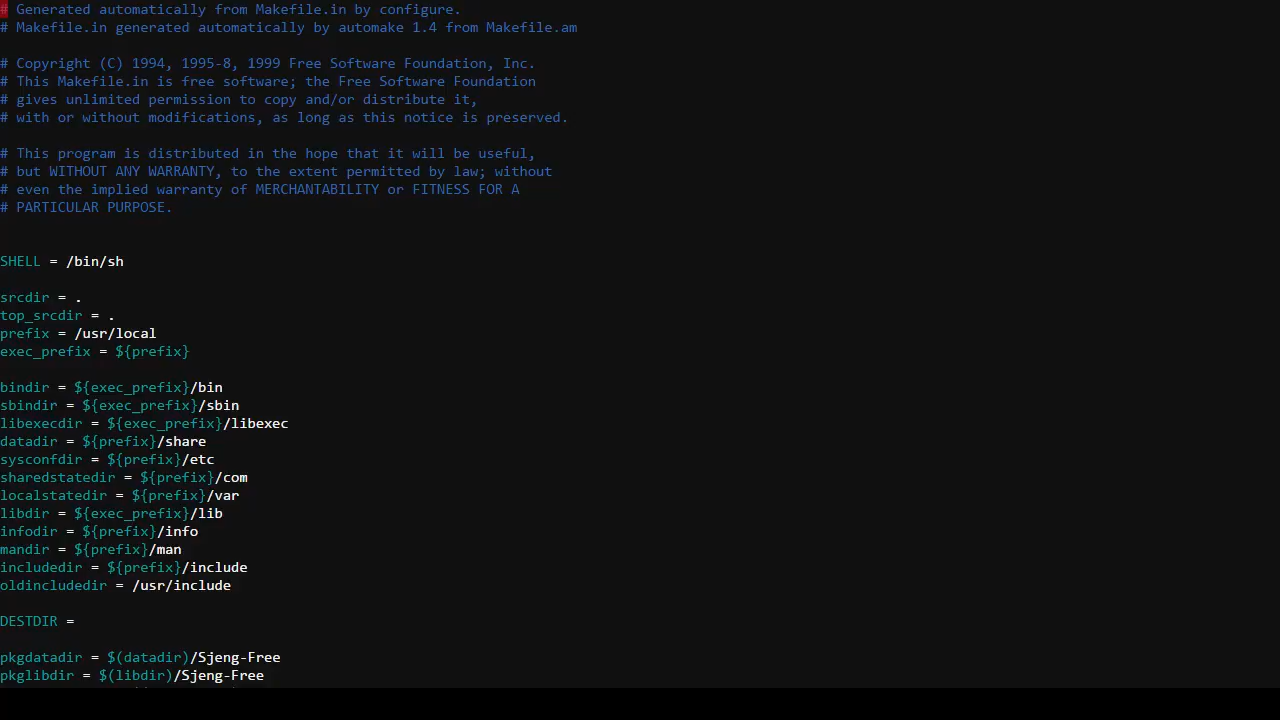 # Generated automatically from Makefile.in by configure.
# Makefile.in generated automatically by automake 1.4 from Makefile.am
# Copyright (C) 1994, 1995-8, 1999 Free Software Foundation, Inc.
# This Makefile.in is free software; the Free Software Foundation
# gives unlimited permission to copy and/or distribute it,
# with or without modifications, as long as this notice is preserved.
# This program is distributed in the hope that it will be useful,
# but WITHOUT ANY WARRANTY, to the extent permitted by law; without
# even the implied warranty of MERCHANTABILITY or FITNESS FOR A
# PARTICULAR PURPOSE.
SHELL = /bin/sh
srcdir = .
top_srcdir = .
prefix = /usr/local
exec_prefix = ${prefix}
bindir = ${exec_prefix}/bin
sbindir = ${exec_prefix}/sbin
libexecdir = ${exec_prefix}/libexec
datadir = ${prefix}/share
sysconfdir = ${prefix}/etc
sharedstatedir = ${prefix}/com
localstatedir = ${prefix}/var
libdir = ${exec_prefix}/lib
infodir = ${prefix}/info
mandir = ${prefix}/man
includedir = ${prefix}/include
oldincludedir = /usr/include
DESTDIR =
pkgdatadir = $(datadir)/Sjeng-Free
pkglibdir = $(libdir)/Sjeng-Free